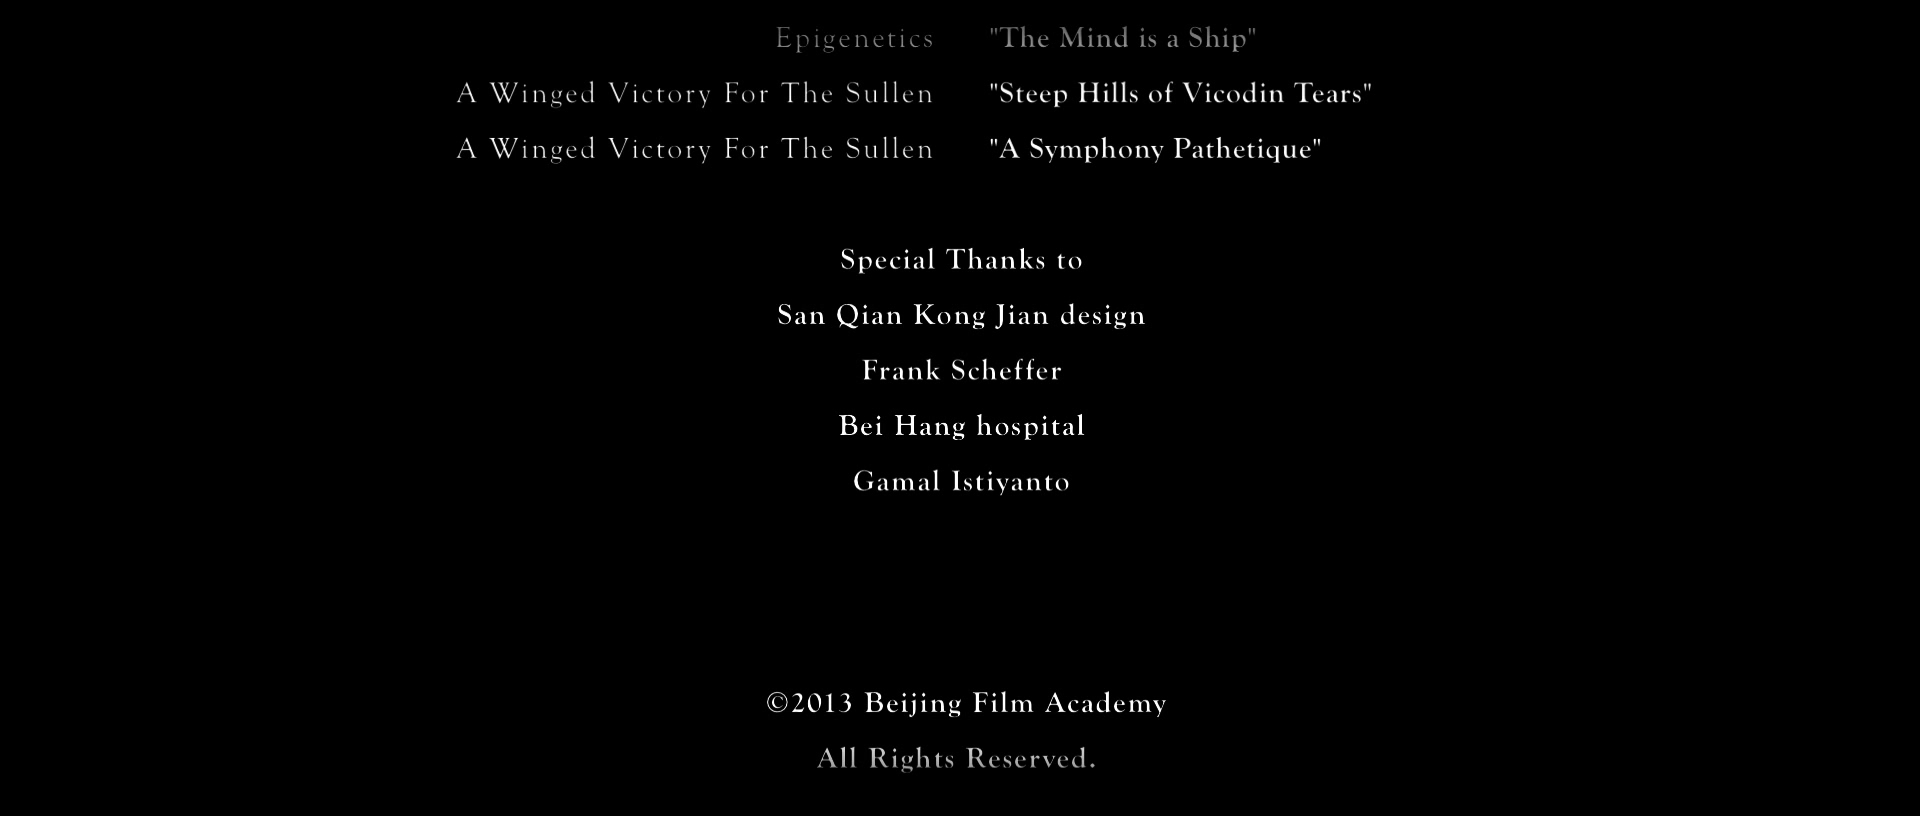 Epigenetics "The Mind is a Ship"
A Winged Victory For The Sullen "Steep Hills of Vicodin Tears"
A Winged Victory For The Sullen "A Symphony Pathetique"
Special Thanks to
San Qian Kong Jian design
Frank Scheffer
Bei Hang hospital
Gamal Istiyanto
©2013 Beijing Film Academy
All Rights Reserved.